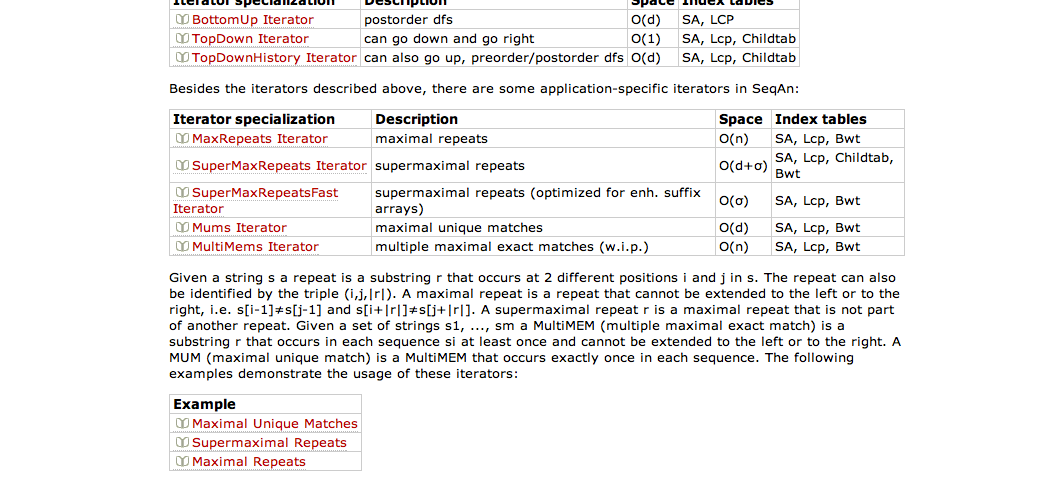 Iterator specialization Description Space Index tables
BottomUp Iterator postorder dfs O(d) SA, LCP
TopDown Iterator can go down and go right O(1) SA, Lcp, Childtab
TopDownHistory Iterator can also go up, preorder/postorder dfs O(d) SA, Lcp, Childtab
Besides the iterators described above, there are some application-specific iterators in SeqAn:
Iterator specialization Description Space Index tables
MaxRepeats Iterator maximal repeats O(n) SA, Lcp, Bwt
SuperMaxRepeats Iterator supermaximal repeats O(d+σ) SA, Lcp, Childtab,
Bwt
SuperMaxRepeatsFast supermaximal repeats (optimized for enh. suffix
Iterator arrays) O(σ) SA, Lcp, Bwt
Mums Iterator maximal unique matches O(d) SA, Lcp, Bwt
MultiMems Iterator multiple maximal exact matches (w.i.p.) O(n) SA, Lcp, Bwt
Given a string s a repeat is a substring r that occurs at 2 different positions i and j in s. The repeat can also
be identified by the triple (i,j,|r|). A maximal repeat is a repeat that cannot be extended to the left or to the
right, i.e. s[i-1]≠s[j-1] and s[i+|r|]≠s[j+|r|]. A supermaximal repeat r is a maximal repeat that is not part
of another repeat. Given a set of strings s1, ..., sm a MultiMEM (multiple maximal exact match) is a
substring r that occurs in each sequence si at least once and cannot be extended to the left or to the right. A
MUM (maximal unique match) is a MultiMEM that occurs exactly once in each sequence. The following
examples demonstrate the usage of these iterators:
Example
Maximal Unique Matches
Supermaximal Repeats
Maximal Repeats